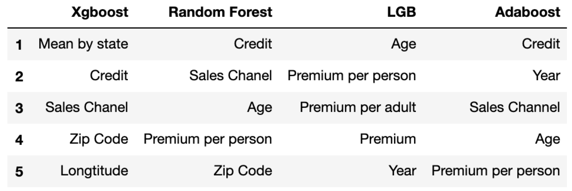 Xgboost Random Forest LGB Adaboost
1 Mean by state Credit Age Credit
2 Credit Sales Chanel Premium per person Year
3 Sales Chanel Age Premium per adult Sales Channel
4 Zip Code Premium per person Premium Age
5 Longtitude Zip Code Year Premium per person